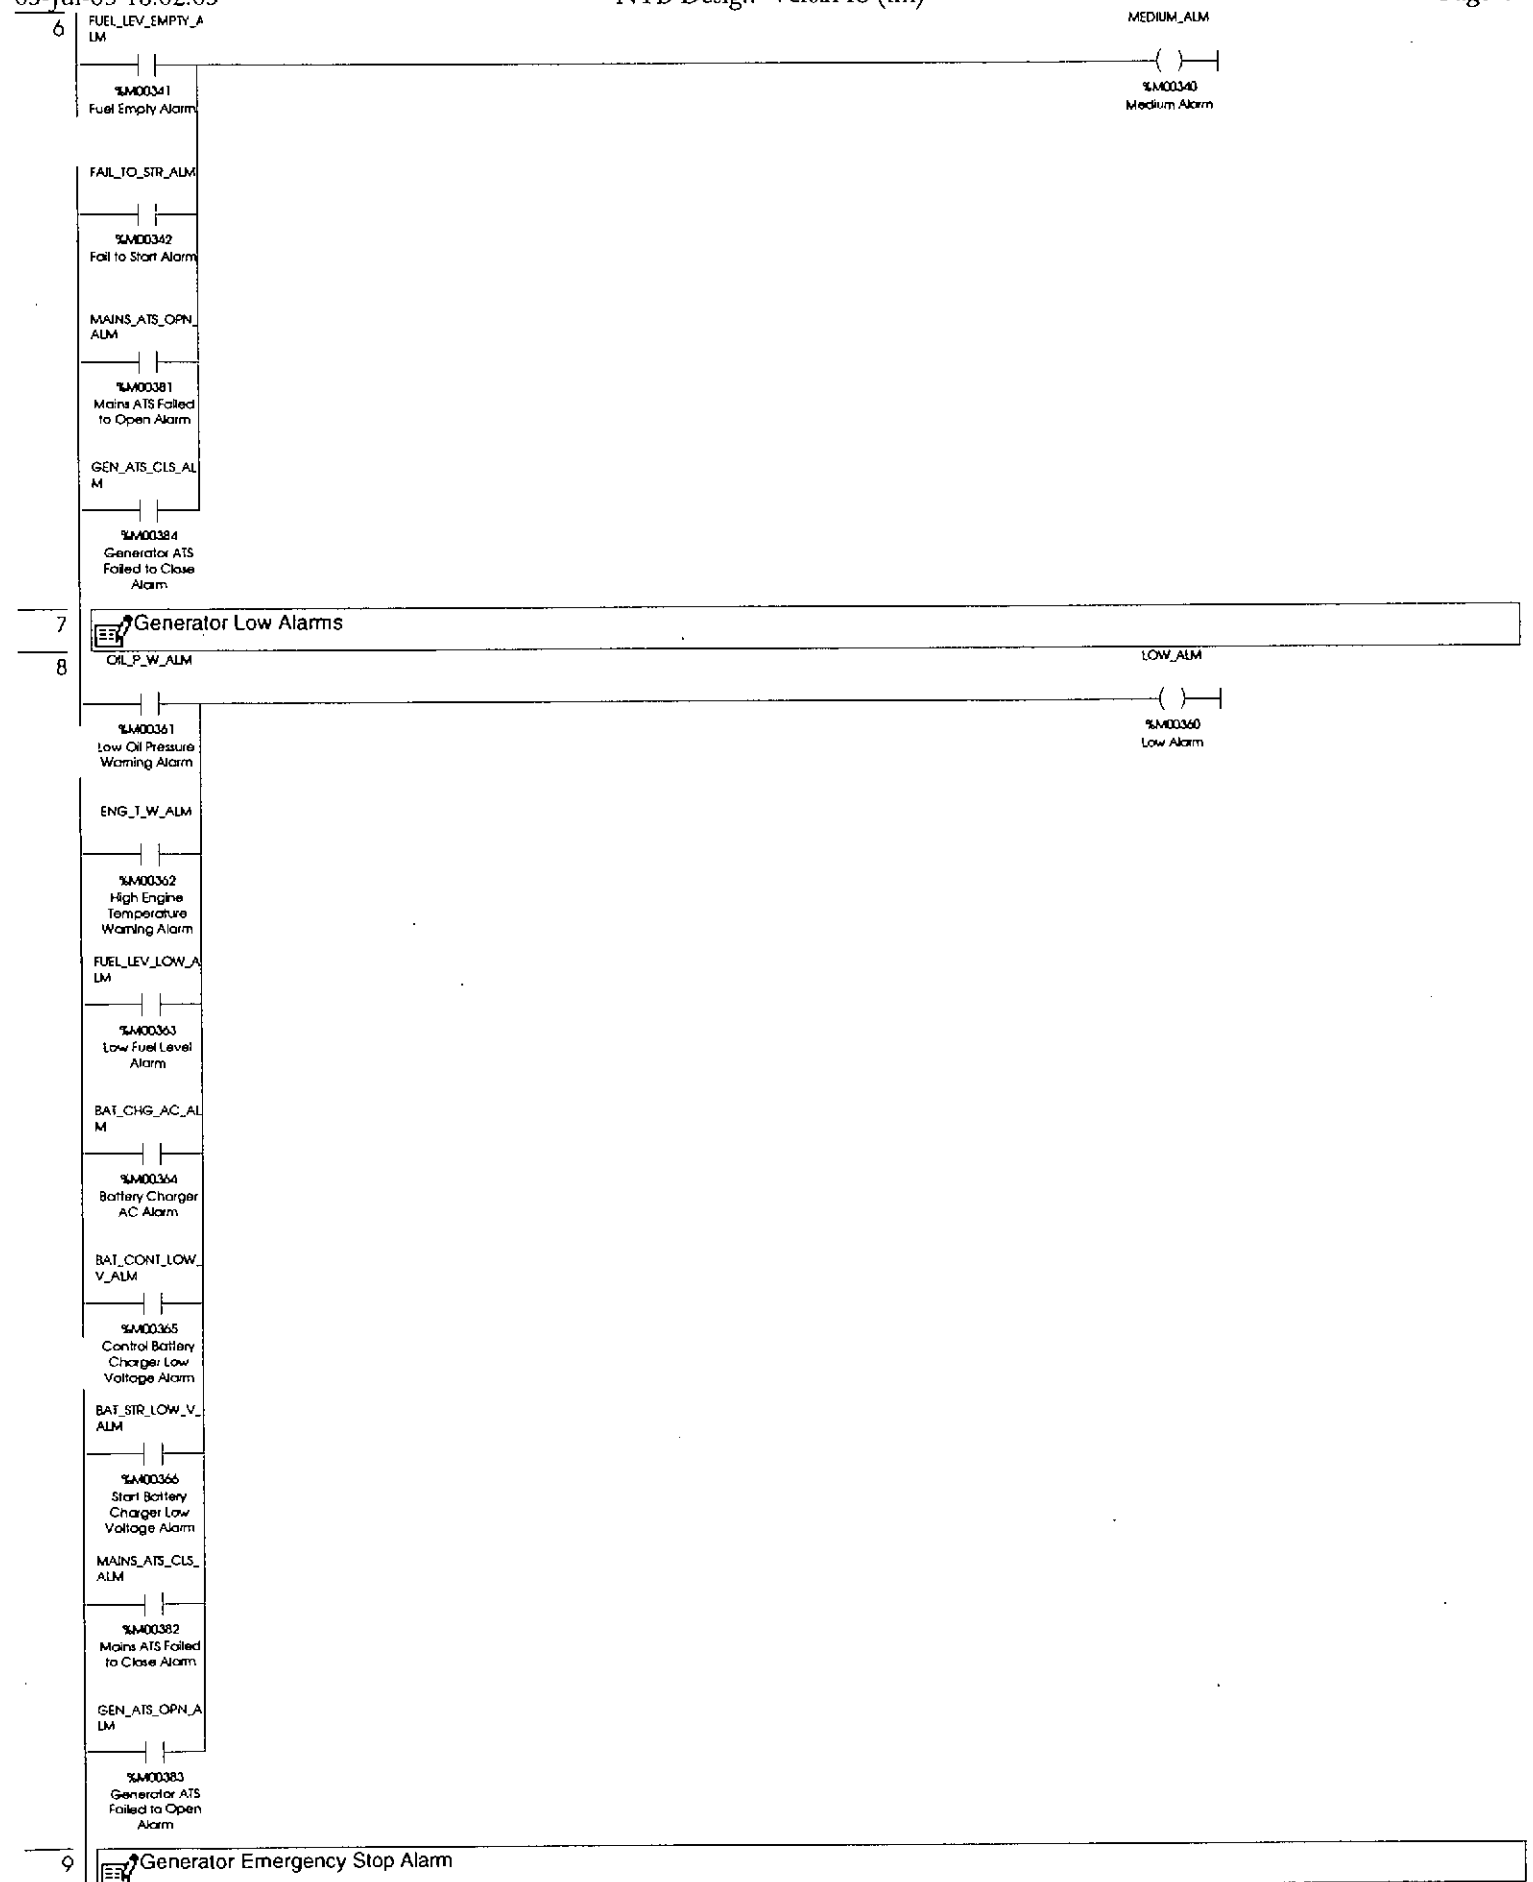 6
FUEL_LEV_EMPTY_A
LM
MEDIUM_ALM
%M00341
Fuel Empty Alarm
%M00340
Medium Alarm
FAIL_TO_STR_ALM
%M00342
Fail to Start Alarm
MAINS_ATS_OPN_
ALM
%M00381
Mains ATS Failed
to Open Alarm
GEN_ATS_CLS_AL
M
%M00384
Generator ATS
Failed to Close
Alarm
7
Generator Low Alarms
8
OIL_P_W_ALM
LOW_ALM
%M00361
Low Oil Pressure
Warning Alarm
%M00360
Low Alarm
ENG_T_W_ALM
%M00362
High Engine
Temperature
Warning Alarm
FUEL_LEV_LOW_A
LM
%M00363
Low Fuel Level
Alarm
BAT_CHG_AC_AL
M
%M00364
Battery Charger
AC Alarm
BAT_CONT_LOW_
V_ALM
%M00365
Control Battery
Charger Low
Voltage Alarm
BAT_STR_LOW_V_
ALM
%M00366
Start Battery
Charger Low
Voltage Alarm
MAINS_ATS_CLS_
ALM
%M00382
Mains ATS Failed
to Close Alarm
GEN_ATS_OPN_A
LM
%M00383
Generator ATS
Failed to Open
Alarm
9
Generator Emergency Stop Alarm